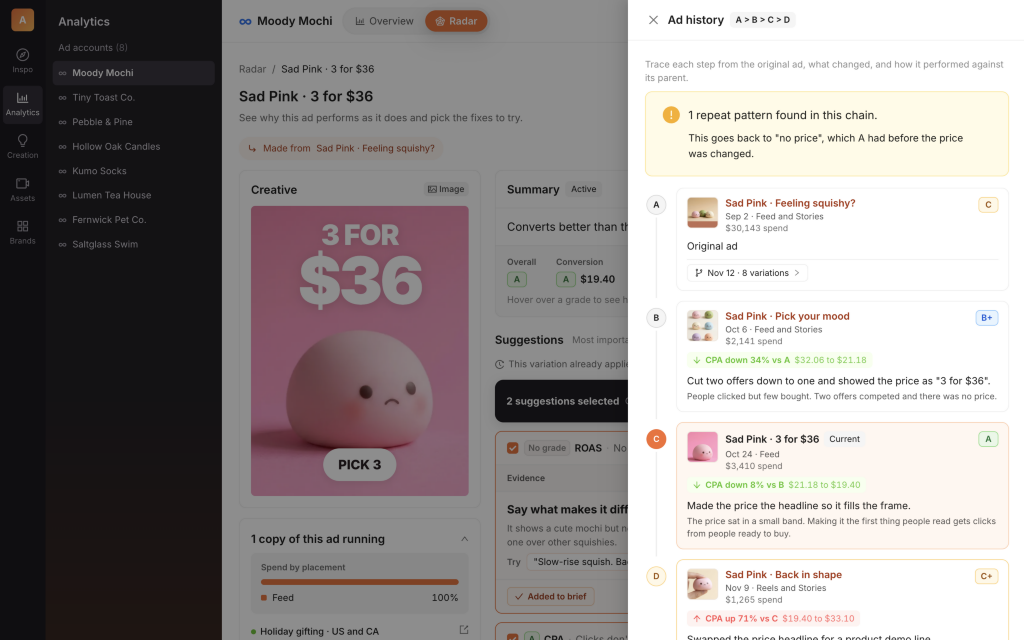 A
Inspo
Analytics
Creation
Assets
Brands
Analytics
Ad accounts (8)
Moody Mochi
Tiny Toast Co.
Pebble & Pine
Hollow Oak Candles
Kumo Socks
Lumen Tea House
Fernwick Pet Co.
Saltglass Swim
Moody Mochi
Overview
Radar
Radar / Sad Pink · 3 for $36
Sad Pink · 3 for $36
See why this ad performs as it does and pick the fixes to try.
Made from Sad Pink · Feeling squishy?
Creative
Image
3 FOR
$36
PICK 3
1 copy of this ad running
Spend by placement
Feed 100%
Holiday gifting · US and CA
Summary Active
Converts better than th
Overall Conversion
A A $19.40
Hover over a grade to see h
Suggestions Most importa
This variation already applie
2 suggestions selected
No grade ROAS · No
Evidence
Say what makes it diff
It shows a cute mochi but n
one over other squishies.
Try "Slow-rise squish. Ba
Added to brief
A CPA · Clicks don'
Ad history A > B > C > D
Trace each step from the original ad, what changed, and how it performed against
its parent.
! 1 repeat pattern found in this chain.
This goes back to "no price", which A had before the price
was changed.
A
Sad Pink · Feeling squishy? C
Sep 2 · Feed and Stories
$30,143 spend
Original ad
Nov 12 · 8 variations >
B
Sad Pink · Pick your mood B+
Oct 6 · Feed and Stories
$2,141 spend
↓ CPA down 34% vs A $32.06 to $21.18
Cut two offers down to one and showed the price as "3 for $36".
People clicked but few bought. Two offers competed and there was no price.
C
Sad Pink · 3 for $36 Current A
Oct 24 · Feed
$3,410 spend
↓ CPA down 8% vs B $21.18 to $19.40
Made the price the headline so it fills the frame.
The price sat in a small band. Making it the first thing people read gets clicks
from people ready to buy.
D
Sad Pink · Back in shape C+
Nov 9 · Reels and Stories
$1,265 spend
↑ CPA up 71% vs C $19.40 to $33.10
Swapped the price headline for a product demo line.